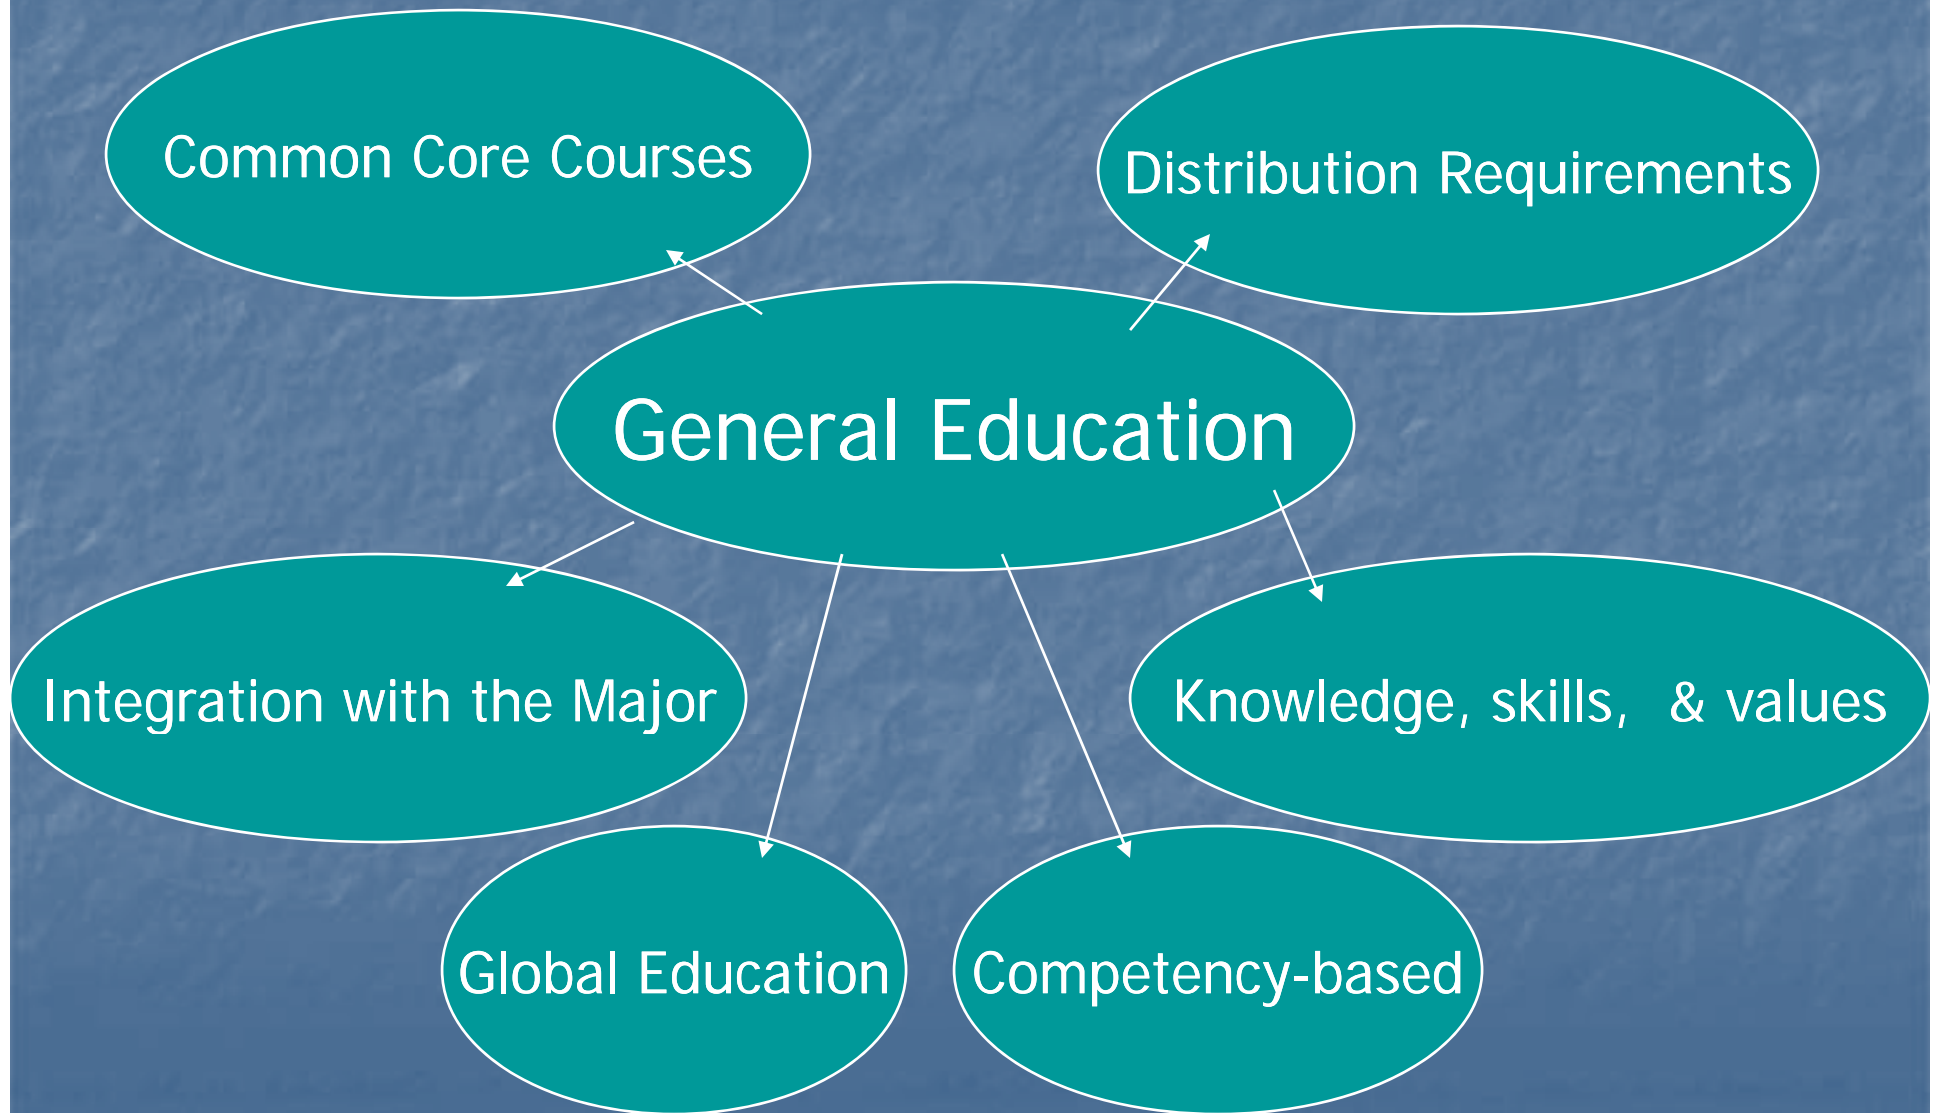 Common Core Courses
Distribution Requirements
General Education
Integration with the Major
Knowledge, skills,  & values
Global Education
Competency-based